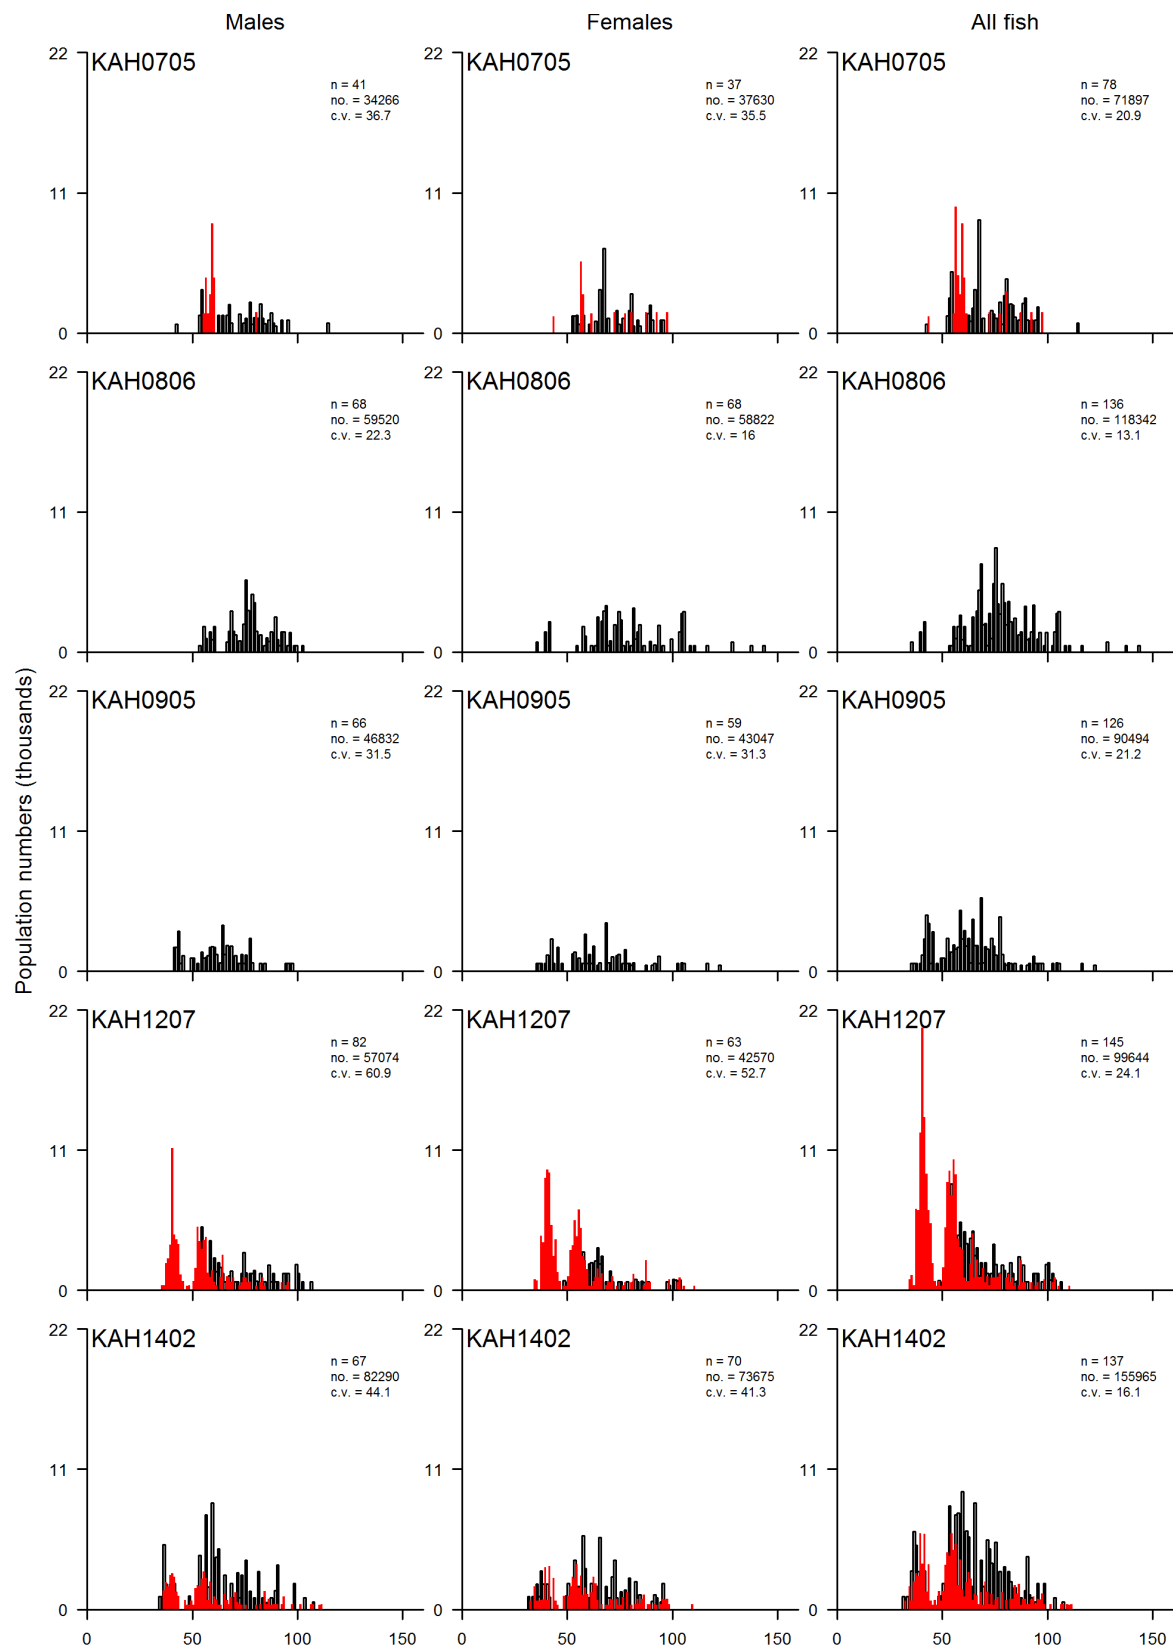 Males Females All fish
22 KAH0705 22 KAH0705 22 KAH0705
n = 41 n = 37 n = 78
no. = 34266 no. = 37630 no. = 71897
c.v. = 36.7 c.v. = 35.5 c.v. = 20.9
11 11 11
0 0 0
22 KAH0806 22 KAH0806 22 KAH0806
n = 68 n = 68 n = 136
no. = 59520 no. = 58822 no. = 118342
c.v. = 22.3 c.v. = 16 c.v. = 13.1
11 11 11
0 0 0
Population numbers (thousands)
22 KAH0905 22 KAH0905 22 KAH0905
n = 66 n = 59 n = 126
no. = 46832 no. = 43047 no. = 90494
c.v. = 31.5 c.v. = 31.3 c.v. = 21.2
11 11 11
0 0 0
22 KAH1207 22 KAH1207 22 KAH1207
n = 82 n = 63 n = 145
no. = 57074 no. = 42570 no. = 99644
c.v. = 60.9 c.v. = 52.7 c.v. = 24.1
11 11 11
0 0 0
22 KAH1402 22 KAH1402 22 KAH1402
n = 67 n = 70 n = 137
no. = 82290 no. = 73675 no. = 155965
c.v. = 44.1 c.v. = 41.3 c.v. = 16.1
11 11 11
0 0 0
0 50 100 150 0 50 100 150 0 50 100 150